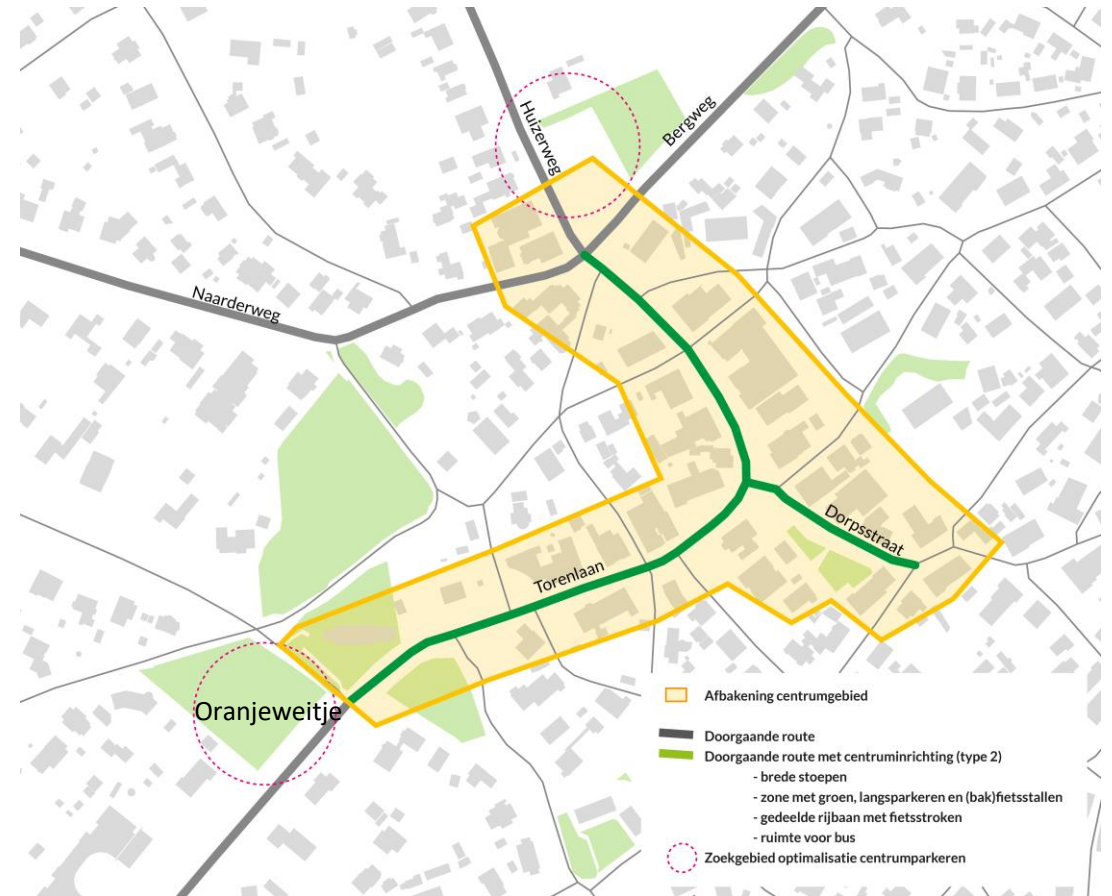 Huizerweg
Bergweg
Naarderweg
Dorpsstraat
Torenlaan
Oranjeweitje
Afbakening centrumgebied
Doorgaande route
Doorgaande route met centruminrichting (type 2)
- brede stoepen
- zone met groen, langsparkeren en (bak)fietsstallen
- gedeelde rijbaan met fietsstroken
- ruimte voor bus
Zoekgebied optimalisatie centrumparkeren